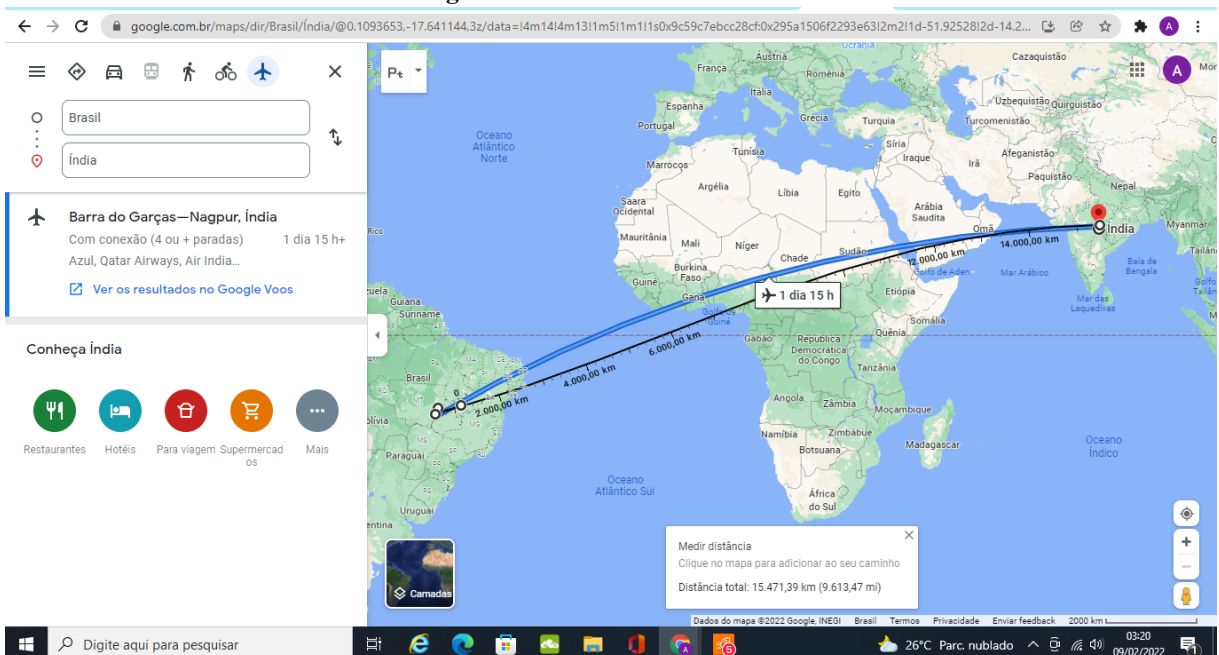 google.com.br/maps/dir/Brasil/Índia/@0.1093653,-17.641144,3z/data=!4m14!4m13!1m5!1m1!1s0x9c59c7ebcc28cf:0x295a1506f2293e63!2m2!1d-51.92528!2d-14.2...
A
Brasil
Índia
Barra do Garças—Nagpur, Índia
Com conexão (4 ou + paradas) 1 dia 15 h+
Azul, Qatar Airways, Air India...
Ver os resultados no Google Voos
Conheça Índia
Restaurantes
Hotéis
Para viagem
Supermercad
os
Mais
A
Ucrânia
Áustria
Cazaquistão
França
Romênia
Mon
Itália
Espanha
Uzbequistão
Quirguistão
Portugal
Grécia
Turquia
Turcomenistão
Oceano
Atlântico
Norte
Tunísia
Síria
Iraque
Irã
Afeganistão
Marrocos
Paquistão
Nepal
Argélia
Líbia
Egito
Saara
Ocidental
Arábia
Saudita
Rico
Omã
Índia
Myanmar
Mauritânia
Mali
Níger
14.000,00 km
Sudão
Chade
12.000,00 km
Baía de
Bengala
Golfo de Áden
Mar Arábico
Burkina
Faso
Guiné
Gana
1 dia 15 h
Etiópia
Mar das
Laquedivas
Guiana
Suriname
Golfo da
Guiné
Somália
6.000,00 km
Gabão
Quênia
República
Democrática
do Congo
Brasil
4.000,00 km
Tanzânia
0
2.000,00 km
Angola
Zâmbia
Moçambique
Namíbia
Zimbábue
Botsuana
Madagascar
Oceano
Índico
Paraguai
Oceano
Atlântico Sul
África
do Sul
Uruguai
entina
Medir distância
Clique no mapa para adicionar ao seu caminho
Distância total: 15.471,39 km (9.613,47 mi)
Camadas
Dados do mapa ©2022 Google, INEGI Brasil Termos Privacidade Enviar feedback 2000 km
Digite aqui para pesquisar
26°C Parc. nublado
03:20
09/02/2022